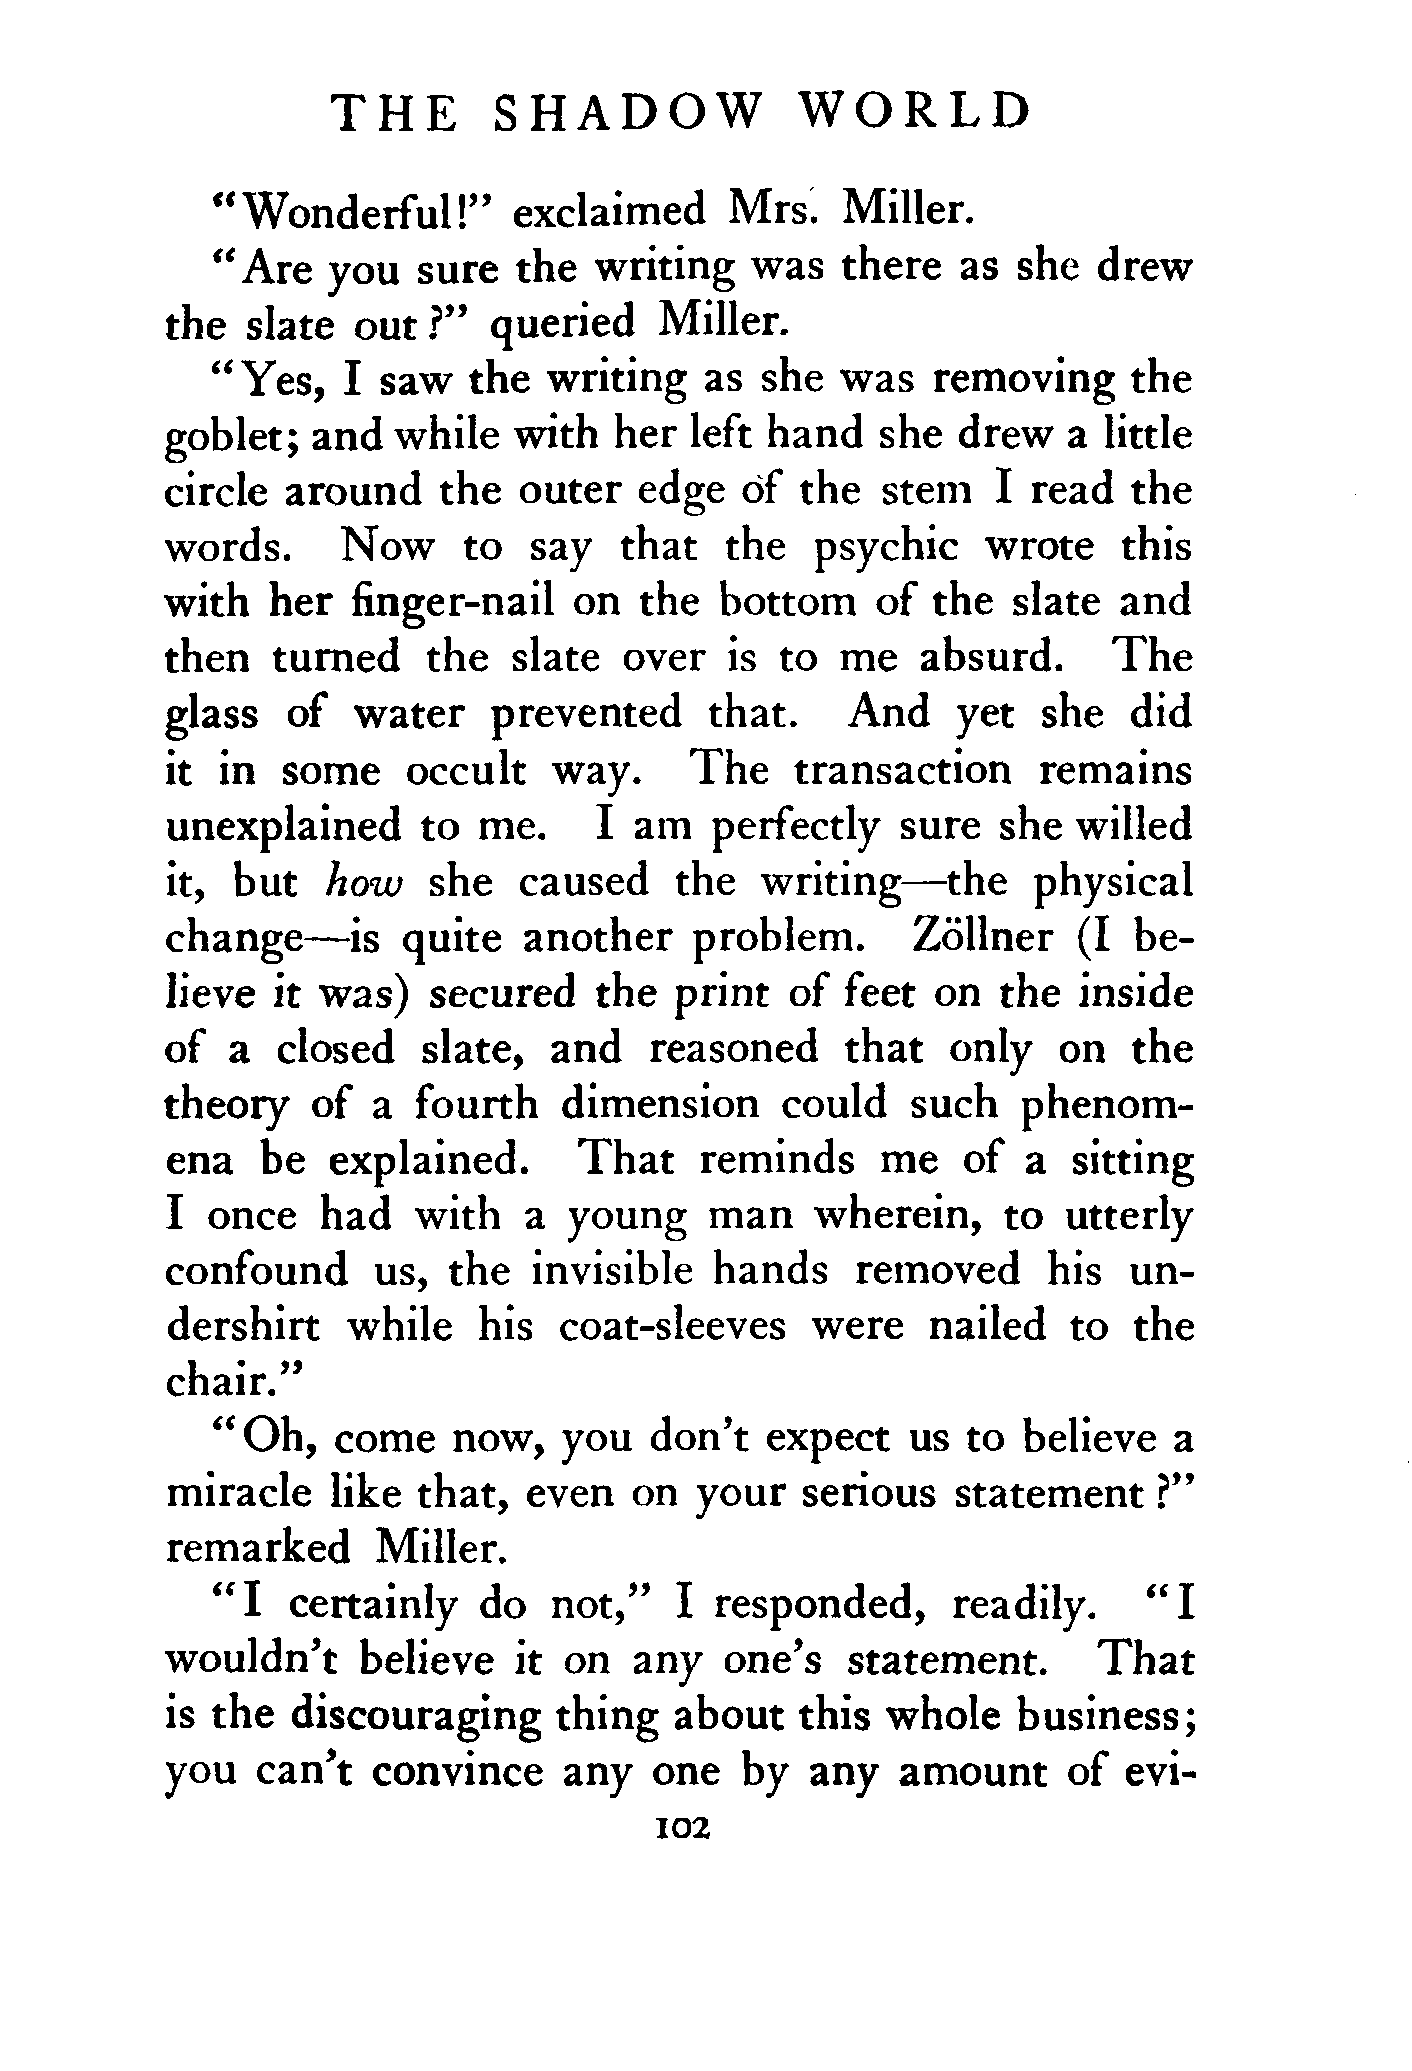 THE SHADOW WORLD
"Wonderful!" exclaimed Mrs. Miller.
"Are you sure the writing was there as she drew
the slate out?" queried Miller.
"Yes, I saw the writing as she was removing the
goblet; and while with her left hand she drew a little
circle around the outer edge of the stem I read the
words. Now to say that the psychic wrote this
with her finger-nail on the bottom of the slate and
then turned the slate over is to me absurd. The
glass of water prevented that. And yet she did
it in some occult way. The transaction remains
unexplained to me. I am perfectly sure she willed
it, but how she caused the writing—the physical
change—is quite another problem. Zöllner (I be-
lieve it was) secured the print of feet on the inside
of a closed slate, and reasoned that only on the
theory of a fourth dimension could such phenom-
ena be explained. That reminds me of a sitting
I once had with a young man wherein, to utterly
confound us, the invisible hands removed his un-
dershirt while his coat-sleeves were nailed to the
chair."
"Oh, come now, you don't expect us to believe a
miracle like that, even on your serious statement?"
remarked Miller.
"I certainly do not," I responded, readily. "I
wouldn't believe it on any one's statement. That
is the discouraging thing about this whole business;
you can't convince any one by any amount of evi-
102